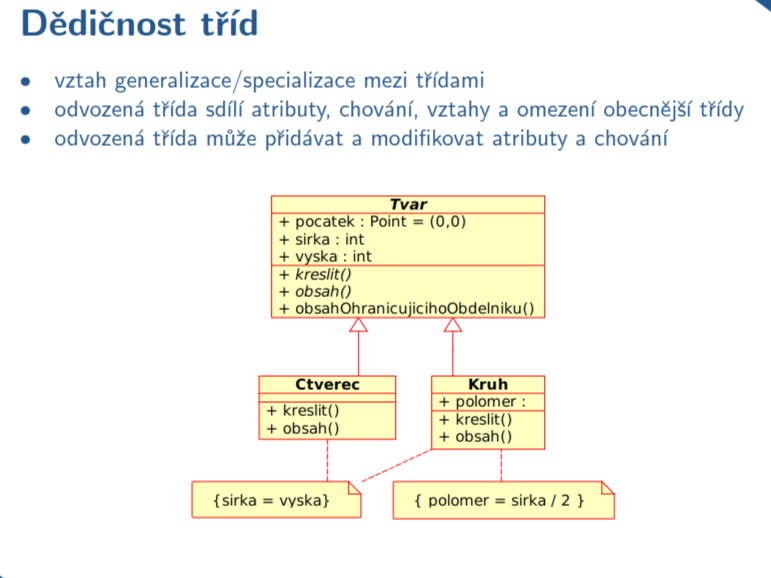 Dědičnost tříd
• vztah generalizace/specializace mezi třídami
• odvozená třída sdílí atributy, chování, vztahy a omezení obecnější třídy
• odvozená třída může přidávat a modifikovat atributy a chování
Tvar
+ pocatek : Point = (0,0)
+ sirka : int
+ vyska : int
+ kreslit()
+ obsah()
+ obsahOhranicujicihoObdelniku()
Ctverec
+ kreslit()
+ obsah()
Kruh
+ polomer :
+ kreslit()
+ obsah()
{sirka = vyska}
{ polomer = sirka / 2 }